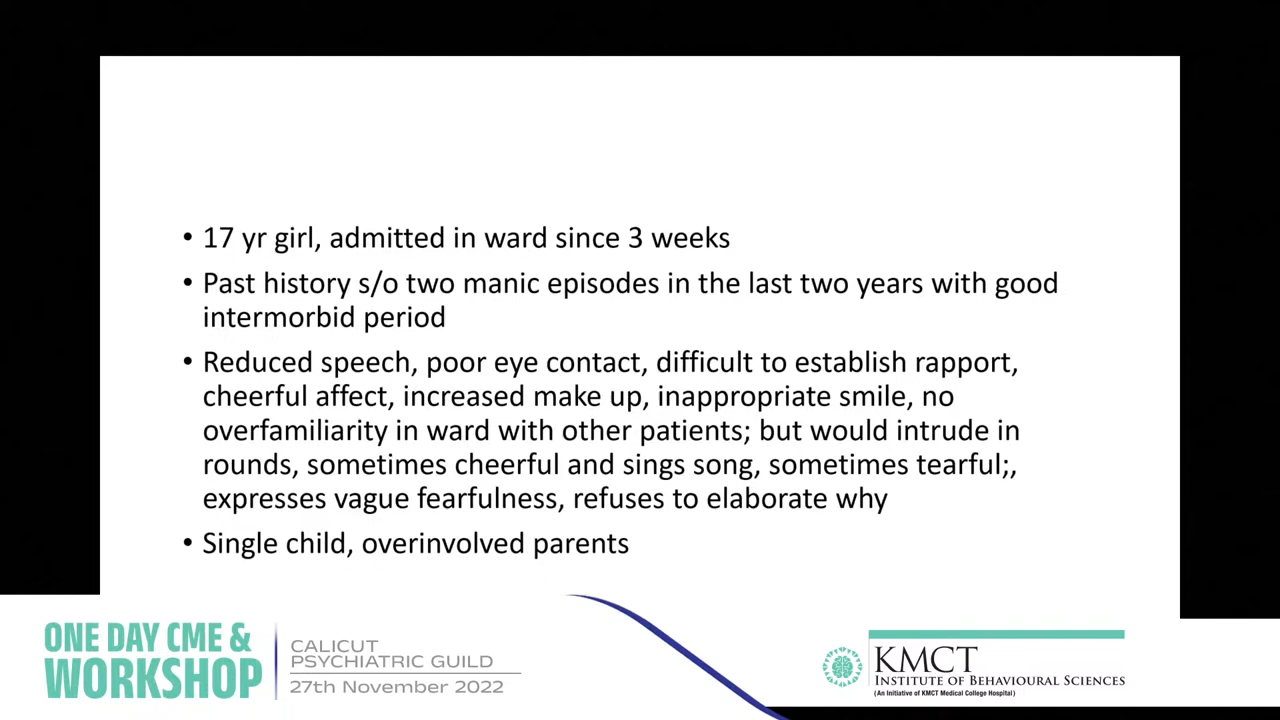 • 17 yr girl, admitted in ward since 3 weeks
• Past history s/o two manic episodes in the last two years with good
intermorbid period
• Reduced speech, poor eye contact, difficult to establish rapport,
cheerful affect, increased make up, inappropriate smile, no
overfamiliarity in ward with other patients; but would intrude in
rounds, sometimes cheerful and sings song, sometimes tearful;,
expresses vague fearfulness, refuses to elaborate why
• Single child, overinvolved parents
ONE DAY CME &
WORKSHOP
CALICUT
PSYCHIATRIC GUILD
27th November 2022
KMCT
INSTITUTE OF BEHAVIOURAL SCIENCES
(An Initiative of KMCT Medical College Hospital)